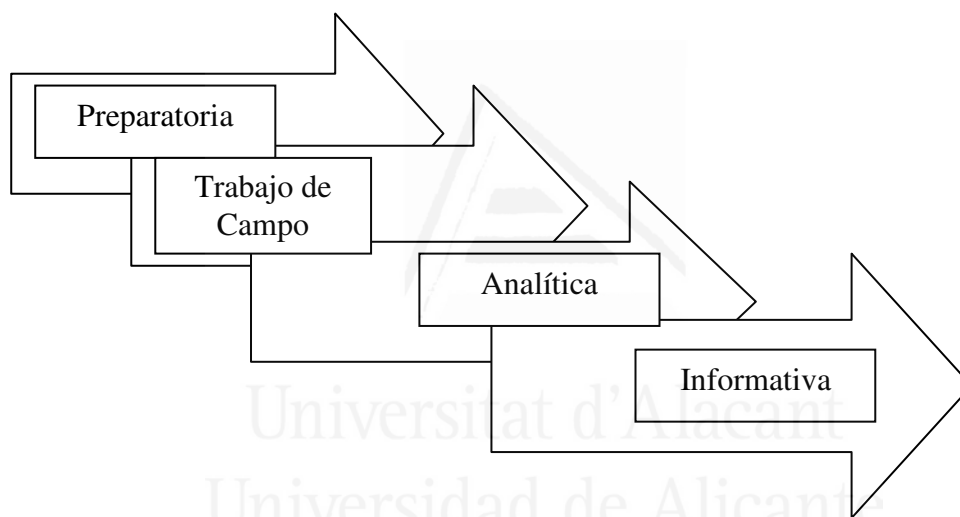 Preparatoria
Trabajo de
Campo
Analítica
Informativa
Universitat d'Alacant
Universidad de Alicante